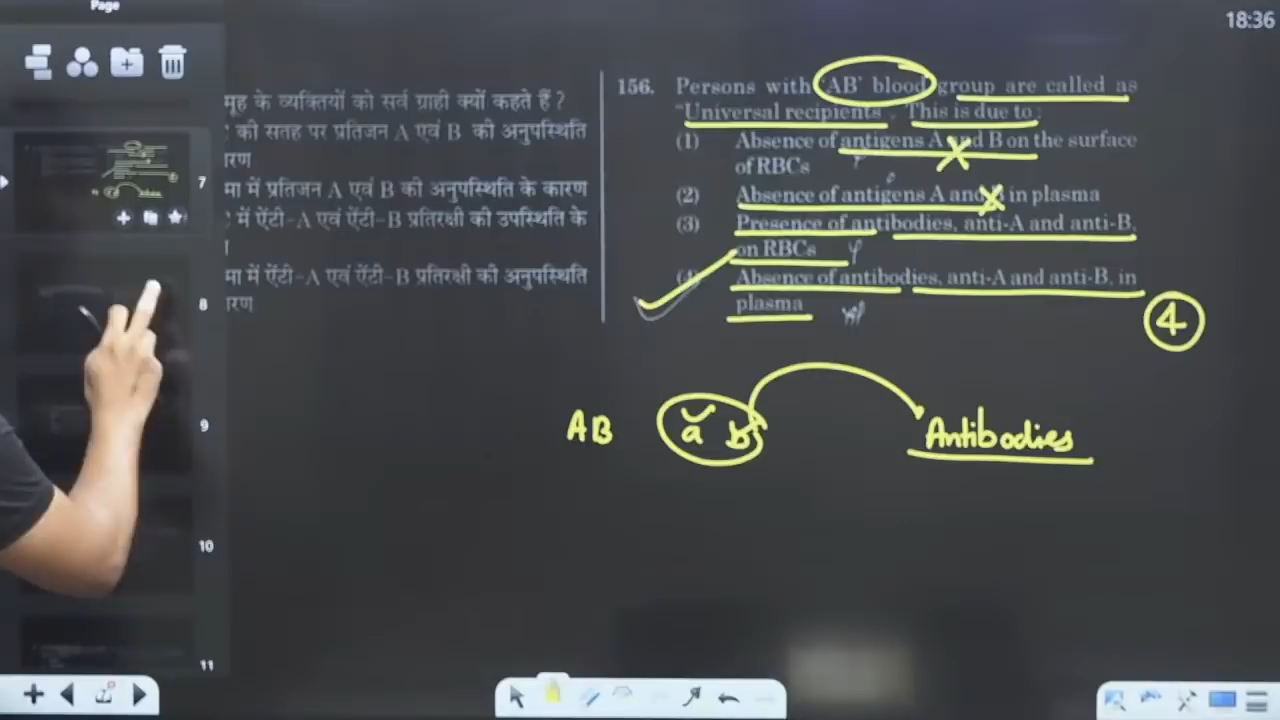 Page
18:36
मूह के व्यक्तियों को सर्व ग्राही क्यों कहते हैं ?
की सतह पर प्रतिजन A एवं B की अनुपस्थिति
रण
मा में प्रतिजन A एवं B की अनुपस्थिति के कारण
में ऐंटी-A एवं ऐंटी-B प्रतिरक्षी की उपस्थिति के
मा में ऐंटी-A एवं ऐंटी-B प्रतिरक्षी की अनुपस्थिति
रण
7
8
9
10
11
156. Persons with 'AB' blood group are called as
"Universal recipients". This is due to:
(1) Absence of antigens A and B on the surface
of RBCs
(2) Absence of antigens A and B in plasma
(3) Presence of antibodies, anti-A and anti-B,
on RBCs
(4) Absence of antibodies, anti-A and anti-B, in
plasma
4
AB a b Antibodies